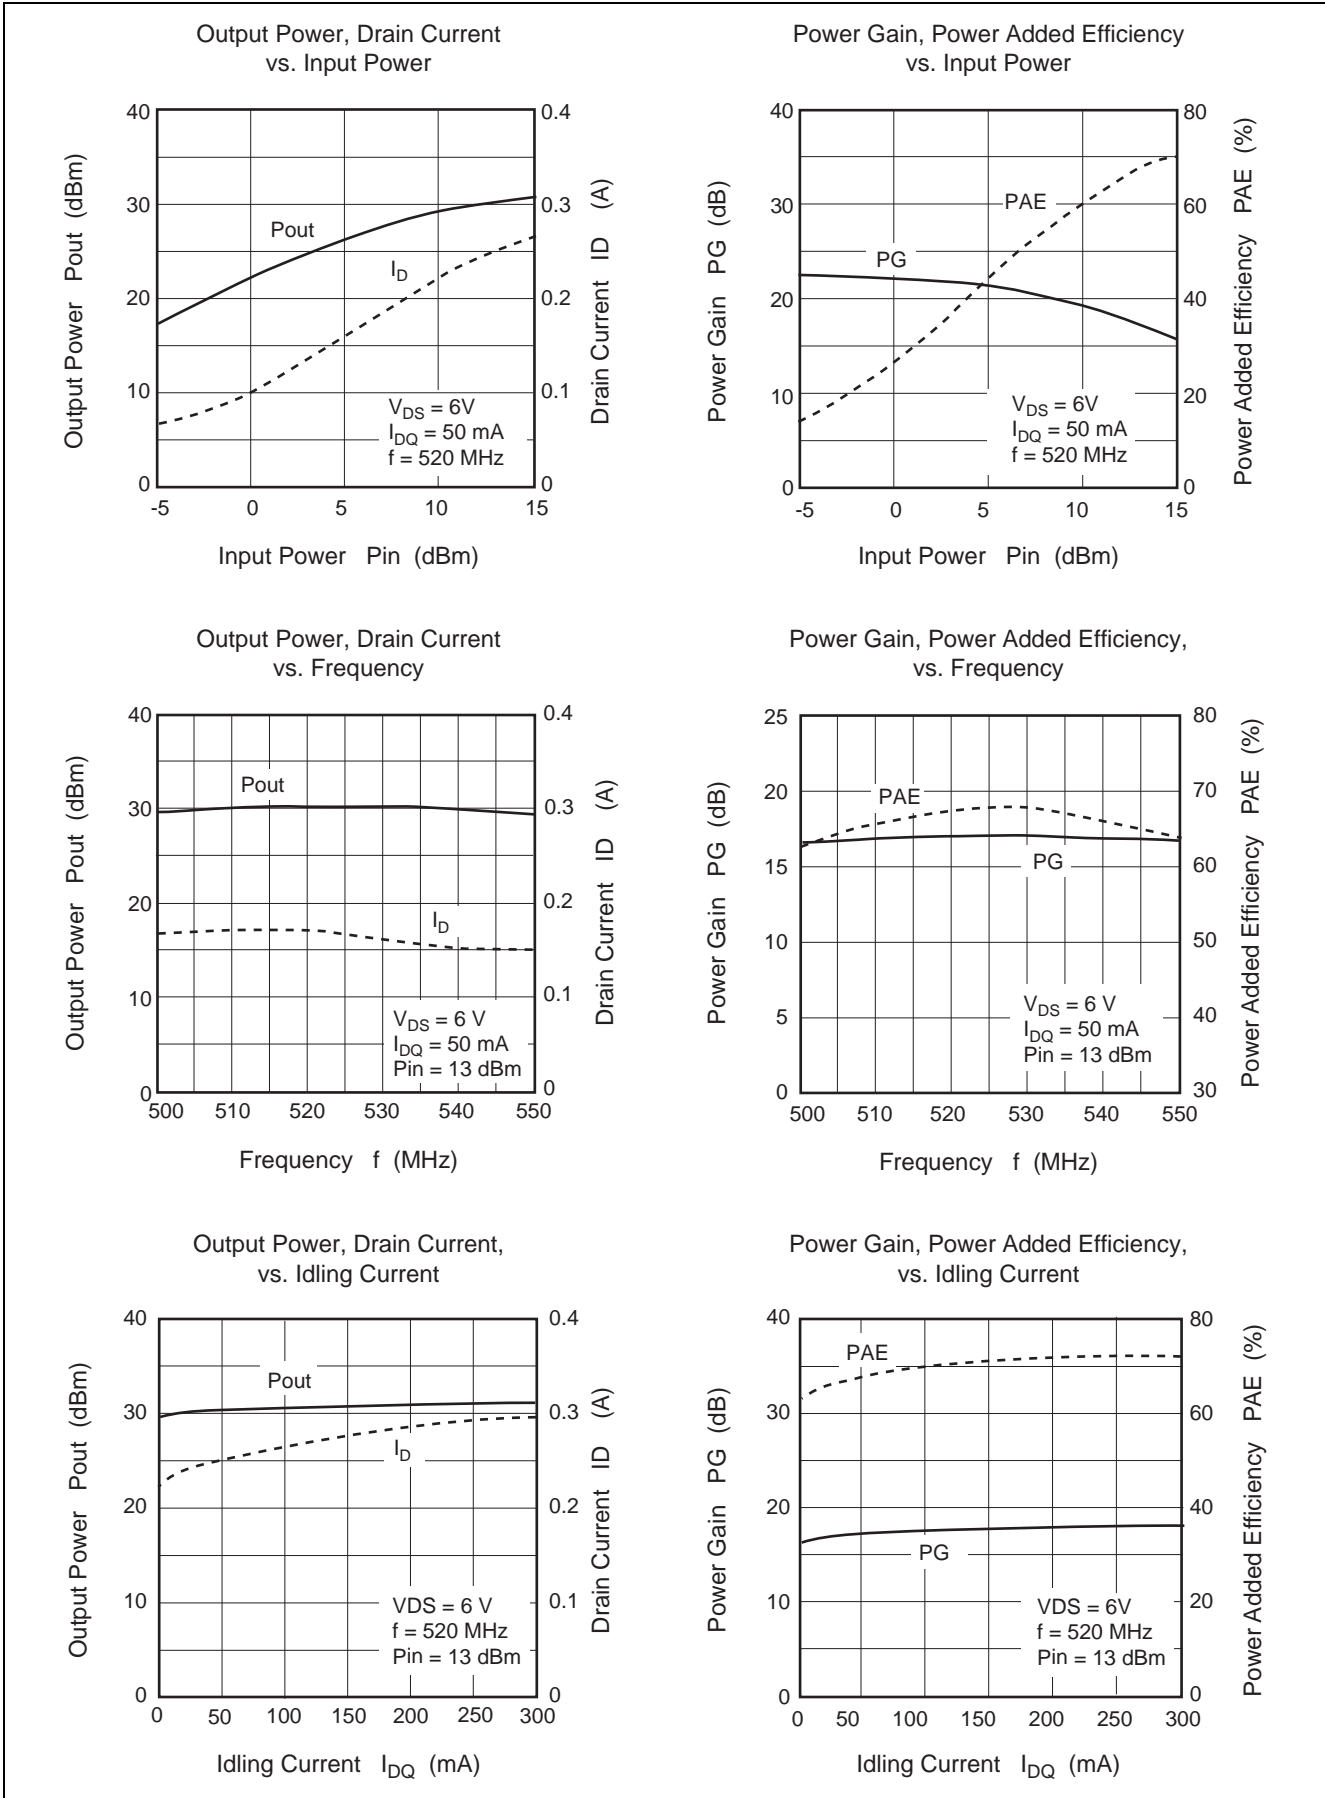 Output Power, Drain Current
vs. Input Power
40
30
20
10
0
0.4
0.3
0.2
0.1
0
-5
0
5
10
15
Output Power Pout (dBm)
Drain Current ID (A)
Pout
I_D
V_DS = 6V
I_DQ = 50 mA
f = 520 MHz
Input Power Pin (dBm)
Power Gain, Power Added Efficiency
vs. Input Power
40
30
20
10
0
80
60
40
20
0
-5
0
5
10
15
Power Gain PG (dB)
Power Added Efficiency PAE (%)
PAE
PG
V_DS = 6V
I_DQ = 50 mA
f = 520 MHz
Input Power Pin (dBm)
Output Power, Drain Current
vs. Frequency
40
30
20
10
0
0.4
0.3
0.2
0.1
0
500
510
520
530
540
550
Output Power Pout (dBm)
Drain Current ID (A)
Pout
I_D
V_DS = 6 V
I_DQ = 50 mA
Pin = 13 dBm
Frequency f (MHz)
Power Gain, Power Added Efficiency,
vs. Frequency
25
20
15
10
5
0
80
70
60
50
40
30
500
510
520
530
540
550
Power Gain PG (dB)
Power Added Efficiency PAE (%)
PAE
PG
V_DS = 6 V
I_DQ = 50 mA
Pin = 13 dBm
Frequency f (MHz)
Output Power, Drain Current,
vs. Idling Current
40
30
20
10
0
0.4
0.3
0.2
0.1
0
0
50
100
150
200
250
300
Output Power Pout (dBm)
Drain Current ID (A)
Pout
I_D
VDS = 6 V
f = 520 MHz
Pin = 13 dBm
Idling Current I_DQ (mA)
Power Gain, Power Added Efficiency,
vs. Idling Current
40
30
20
10
0
80
60
40
20
0
0
50
100
150
200
250
300
Power Gain PG (dB)
Power Added Efficiency PAE (%)
PAE
PG
VDS = 6V
f = 520 MHz
Pin = 13 dBm
Idling Current I_DQ (mA)